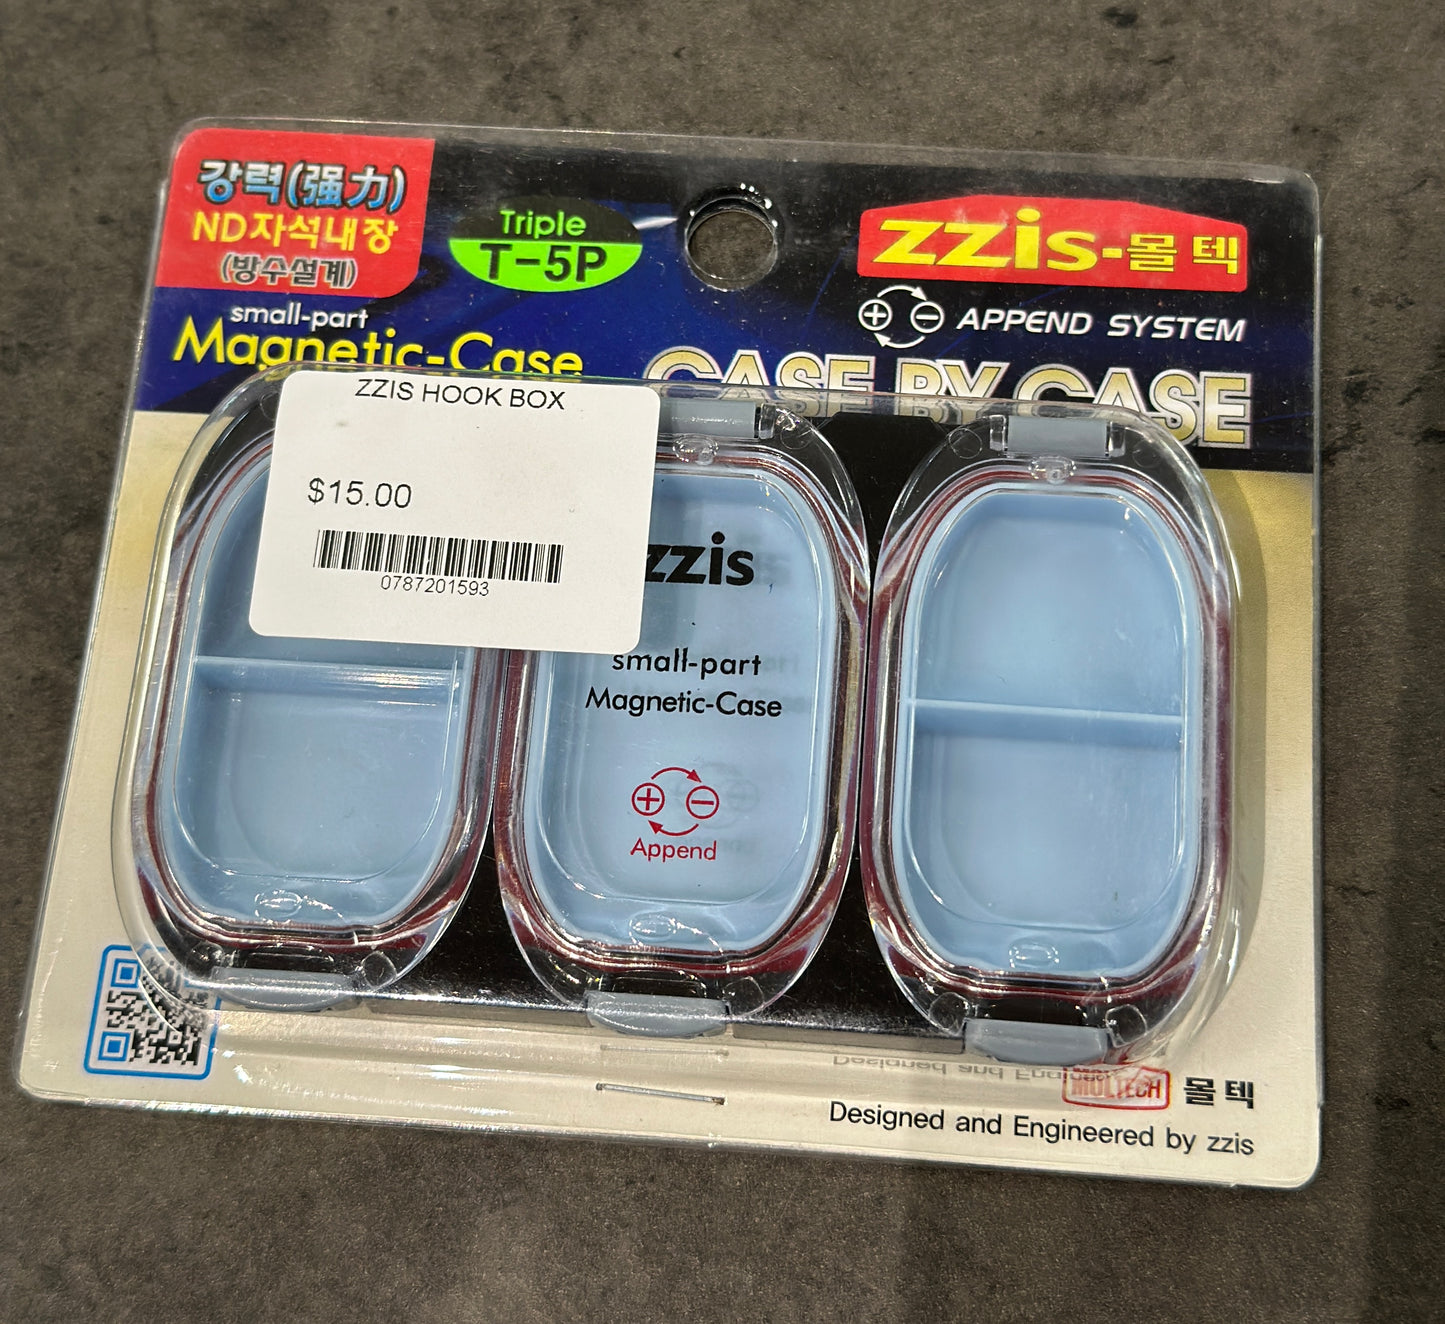 강력(强力)
ND자석내장
(방수설계)
Triple
T-5P
zzis-몰텍
APPEND SYSTEM
small-part
Magnetic-Case
CASE BY CASE
ZZIS HOOK BOX
$15.00
0787201593
zzis
small-part
Magnetic-Case
Append
MOLTECH 몰텍
Designed and Engineered by zzis